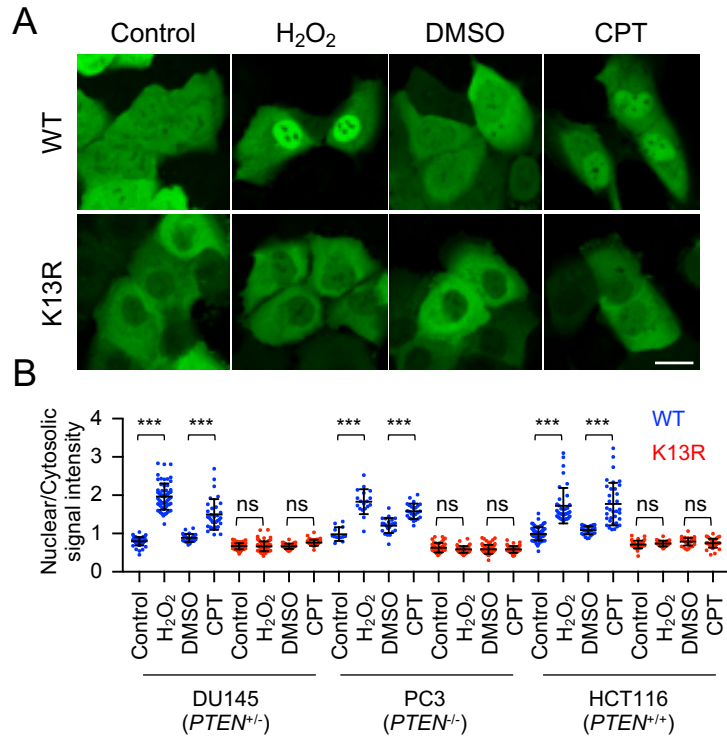 A
Control H₂O₂ DMSO CPT
WT
K13R
B
Nuclear/Cytosolic
signal intensity
4
3
2
1
0
*** *** ns ns *** *** ns ns *** *** ns ns
WT
K13R
Control H₂O₂ DMSO CPT Control H₂O₂ DMSO CPT Control H₂O₂ DMSO CPT Control H₂O₂ DMSO CPT Control H₂O₂ DMSO CPT Control H₂O₂ DMSO CPT
DU145 PC3 HCT116
(PTEN⁺/⁻) (PTEN⁻/⁻) (PTEN⁺/⁺)